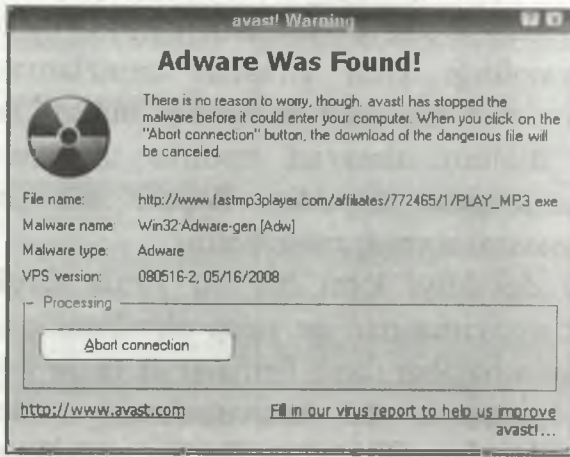 avast! Warning
Adware Was Found!
There is no reason to worry, though. avast! has stopped the
malware before it could enter your computer. When you click on the
"Abort connection" button, the download of the dangerous file will
be canceled.
File name: http://www.fastmp3player.com/affiliates/772465/1/PLAY_MP3 exe
Malware name: Win32:Adware-gen [Adw]
Malware type: Adware
VPS version: 080516-2, 05/16/2008
Processing
Abort connection
http://www.avast.com Fill in our virus report to help us improve
avast!...